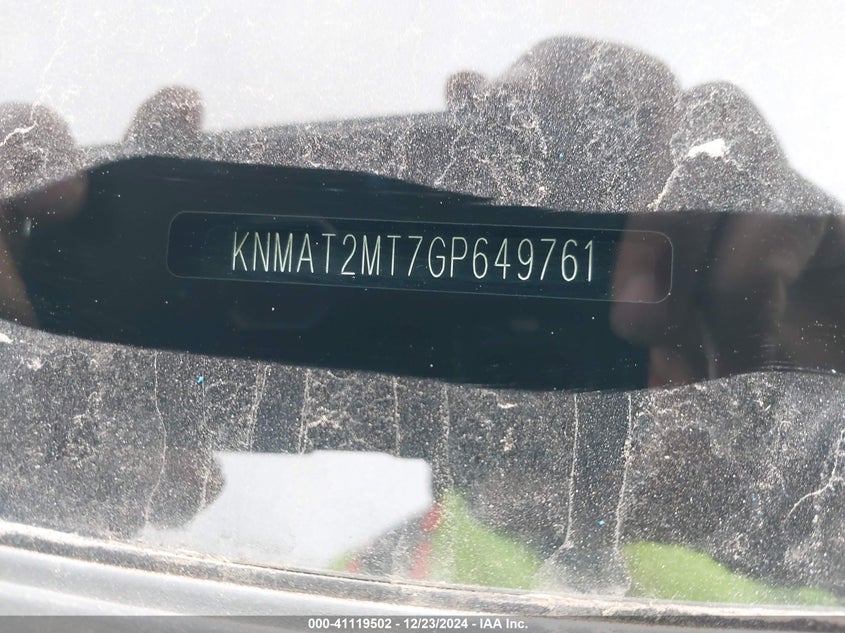 KNMAT2MT7GP649761
000-41119502 - 12/23/2024 - IAA Inc.